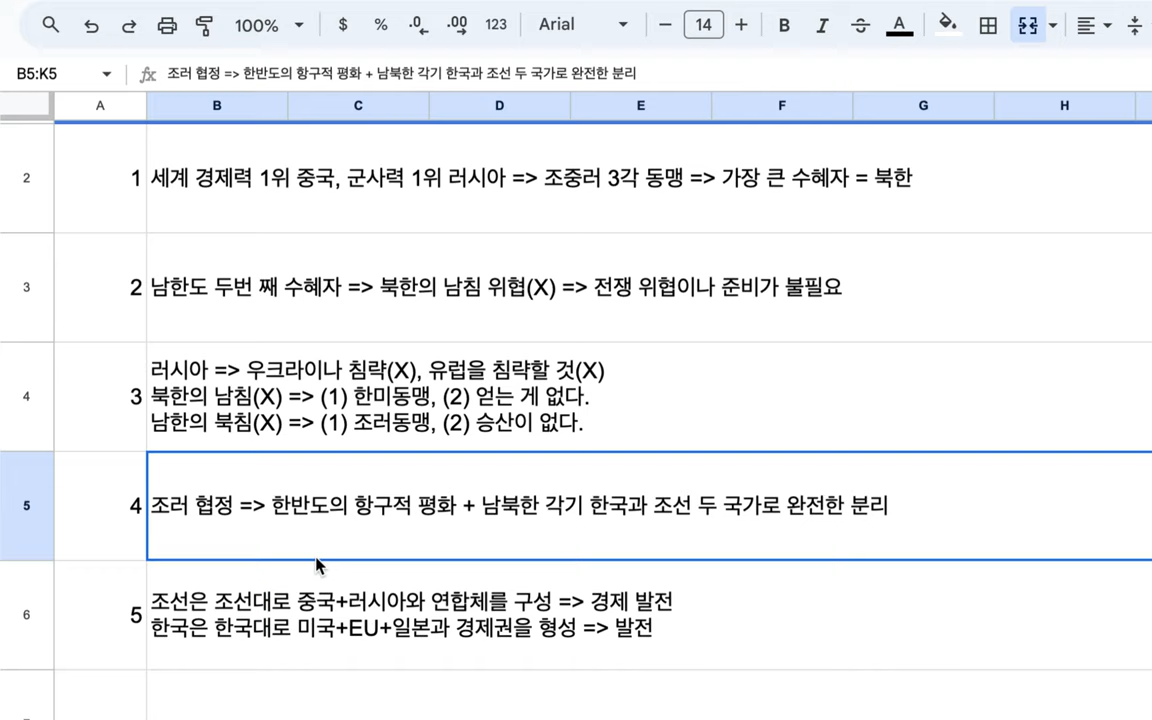 100%
$
%
.0
.00
123
Arial
14
B
I
A
B5:K5
fx
조러 협정 => 한반도의 항구적 평화 + 남북한 각기 한국과 조선 두 국가로 완전한 분리
A B C D E F G H
2
1
세계 경제력 1위 중국, 군사력 1위 러시아 => 조중러 3각 동맹 => 가장 큰 수혜자 = 북한
3
2
남한도 두번 째 수혜자 => 북한의 남침 위협(X) => 전쟁 위협이나 준비가 불필요
4
3
러시아 => 우크라이나 침략(X), 유럽을 침략할 것(X)
북한의 남침(X) => (1) 한미동맹, (2) 얻는 게 없다.
남한의 북침(X) => (1) 조러동맹, (2) 승산이 없다.
5
4
조러 협정 => 한반도의 항구적 평화 + 남북한 각기 한국과 조선 두 국가로 완전한 분리
6
5
조선은 조선대로 중국+러시아와 연합체를 구성 => 경제 발전
한국은 한국대로 미국+EU+일본과 경제권을 형성 => 발전